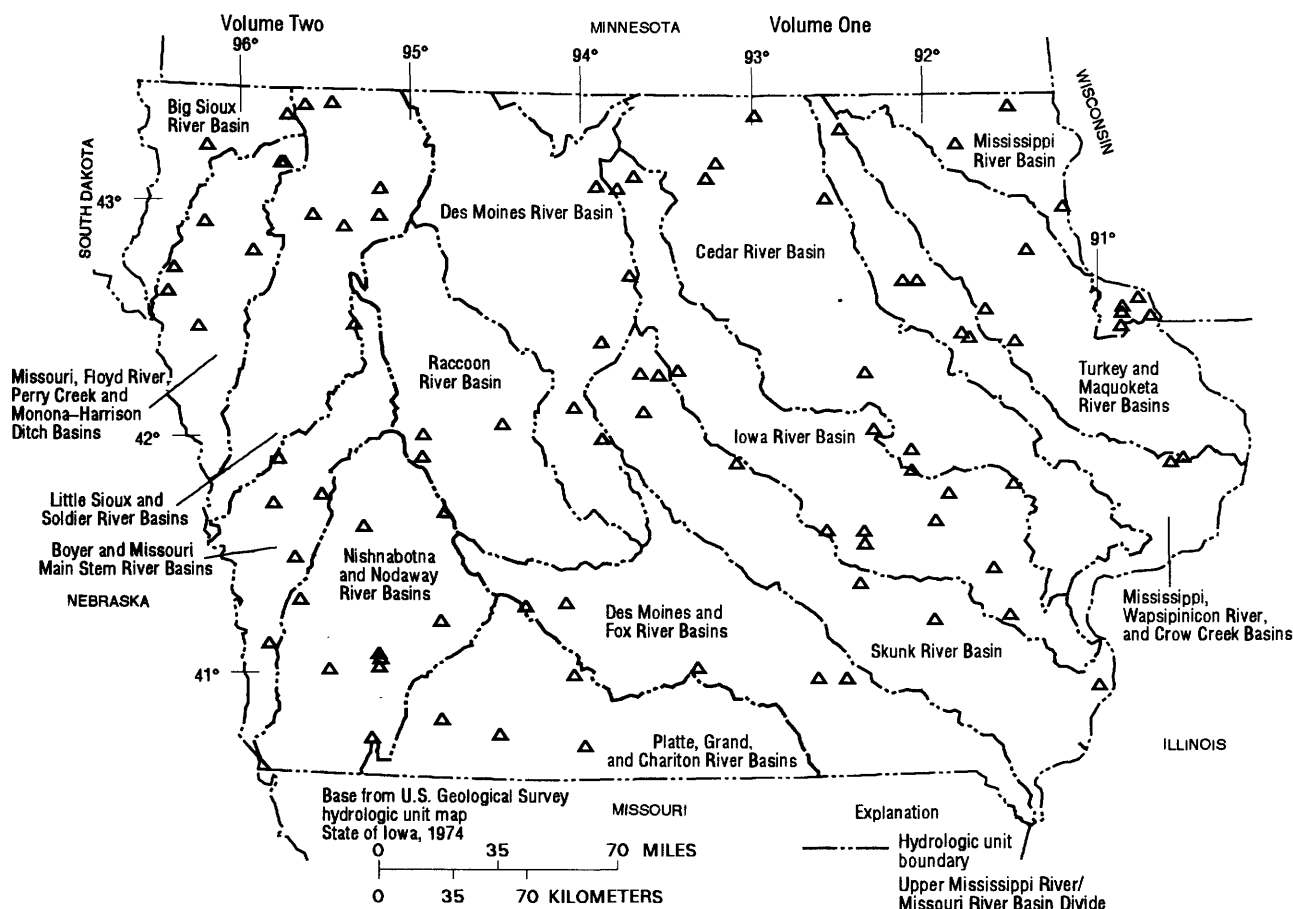 Volume Two
MINNESOTA
Volume One
96°
95°
94°
93°
92°
Big Sioux
River Basin
WISCONSIN
Mississippi
River Basin
SOUTH DAKOTA
43°
Des Moines River Basin
Cedar River Basin
91°
Missouri, Floyd River,
Perry Creek and
Monona-Harrison
Ditch Basins
Raccoon
River Basin
Turkey and
Maquoketa
River Basins
42°
Iowa River Basin
Little Sioux and
Soldier River Basins
Boyer and Missouri
Main Stem River Basins
Nishnabotna
and Nodaway
River Basins
NEBRASKA
Des Moines and
Fox River Basins
Mississippi,
Wapsipinicon River,
and Crow Creek Basins
Skunk River Basin
41°
Platte, Grand,
and Chariton River Basins
ILLINOIS
Base from U.S. Geological Survey
hydrologic unit map
State of Iowa, 1974
MISSOURI
Explanation
0 35 70 MILES
0 35 70 KILOMETERS
Hydrologic unit
boundary
Upper Mississippi River/
Missouri River Basin Divide